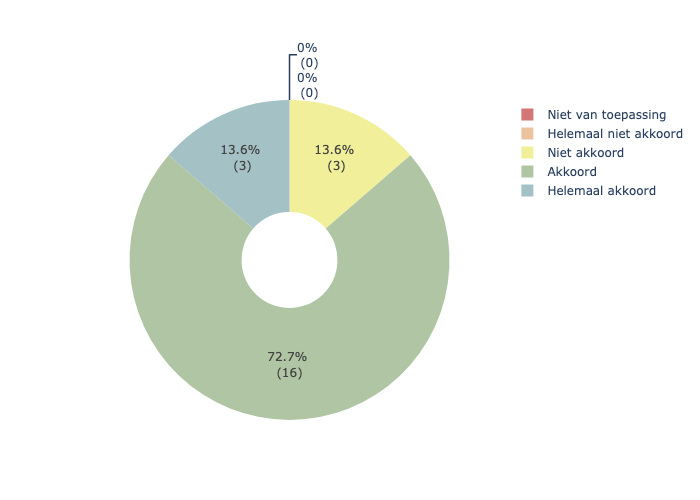 0%
(0)
0%
(0)
13.6%
(3)
13.6%
(3)
72.7%
(16)
Niet van toepassing
Helemaal niet akkoord
Niet akkoord
Akkoord
Helemaal akkoord